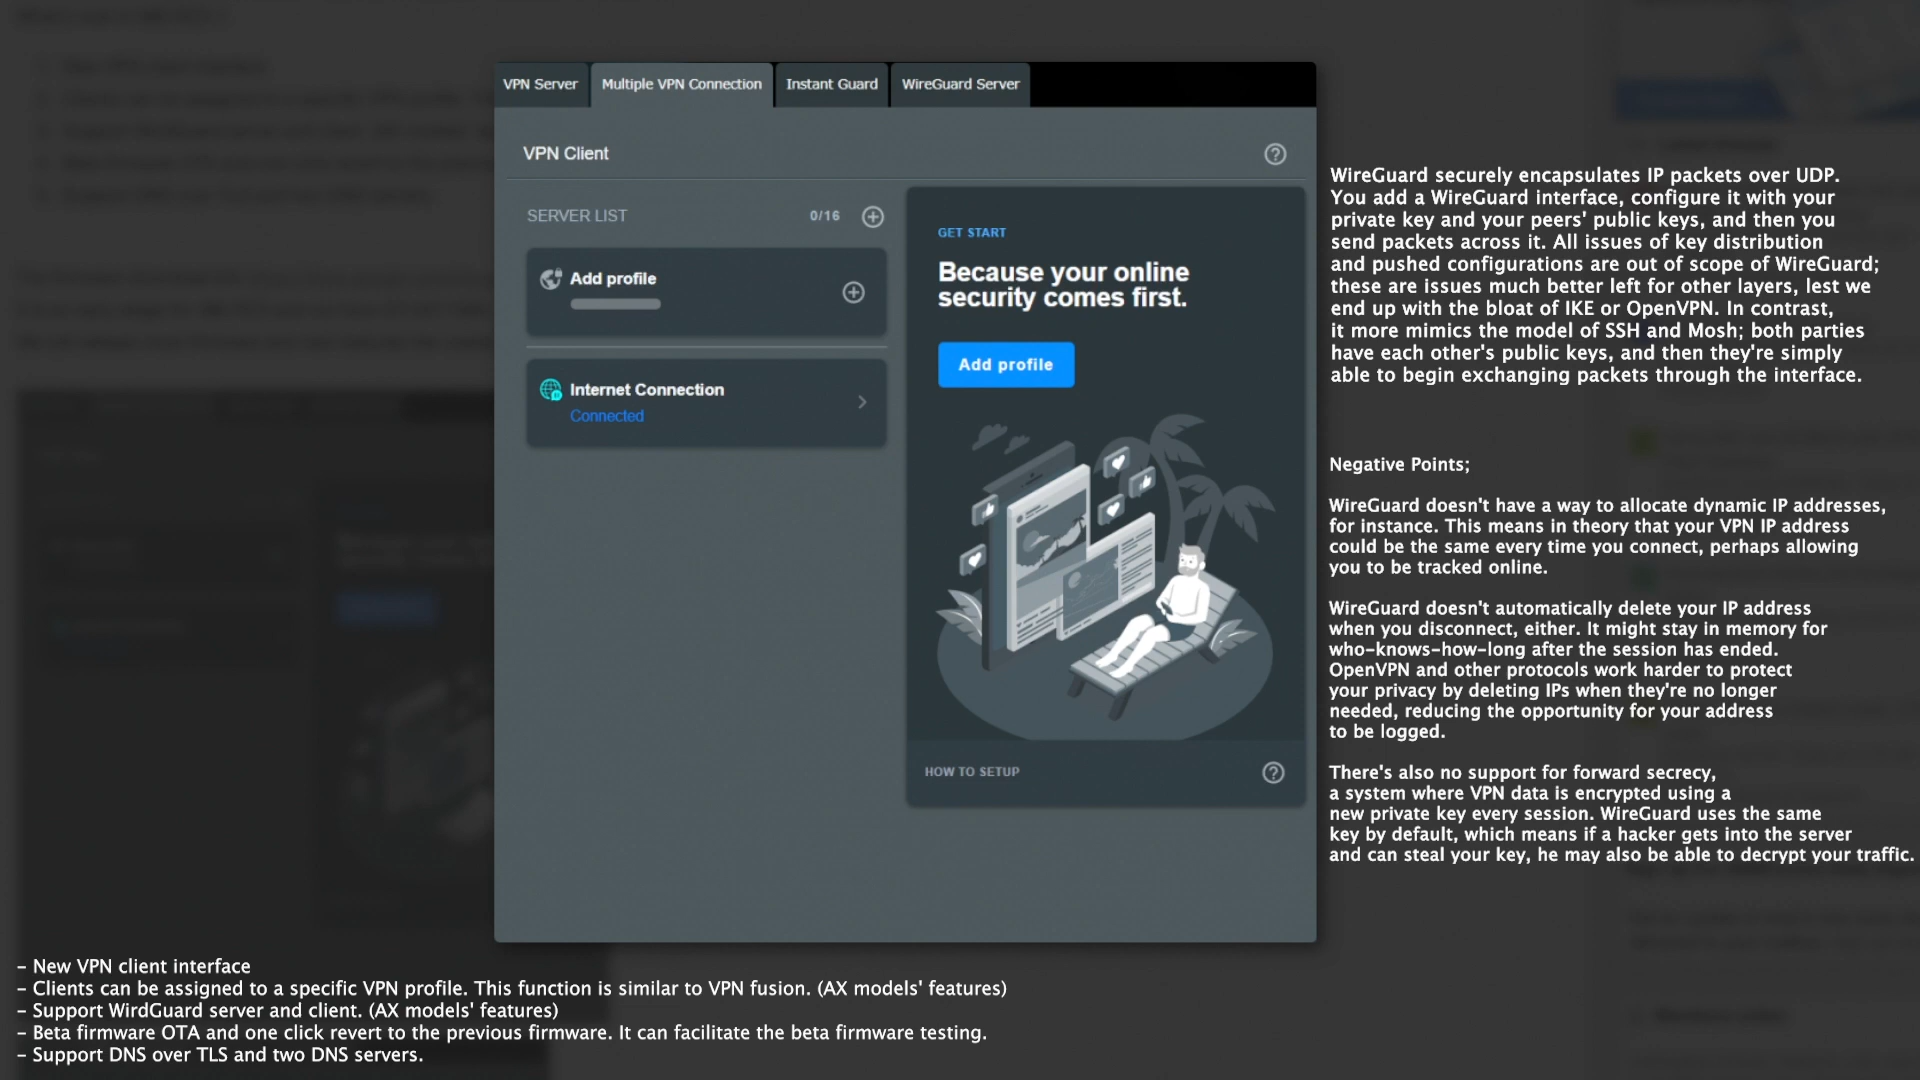 VPN Server
Multiple VPN Connection
Instant Guard
WireGuard Server
VPN Client
SERVER LIST
0/16
Add profile
Internet Connection
Connected
GET START
Because your online
security comes first.
Add profile
HOW TO SETUP
WireGuard securely encapsulates IP packets over UDP.
You add a WireGuard interface, configure it with your
private key and your peers' public keys, and then you
send packets across it. All issues of key distribution
and pushed configurations are out of scope of WireGuard;
these are issues much better left for other layers, lest we
end up with the bloat of IKE or OpenVPN. In contrast,
it more mimics the model of SSH and Mosh; both parties
have each other's public keys, and then they're simply
able to begin exchanging packets through the interface.
Negative Points;
WireGuard doesn't have a way to allocate dynamic IP addresses,
for instance. This means in theory that your VPN IP address
could be the same every time you connect, perhaps allowing
you to be tracked online.
WireGuard doesn't automatically delete your IP address
when you disconnect, either. It might stay in memory for
who-knows-how-long after the session has ended.
OpenVPN and other protocols work harder to protect
your privacy by deleting IPs when they're no longer
needed, reducing the opportunity for your address
to be logged.
There's also no support for forward secrecy,
a system where VPN data is encrypted using a
new private key every session. WireGuard uses the same
key by default, which means if a hacker gets into the server
and can steal your key, he may also be able to decrypt your traffic.
- New VPN client interface
- Clients can be assigned to a specific VPN profile. This function is similar to VPN fusion. (AX models' features)
- Support WirdGuard server and client. (AX models' features)
- Beta firmware OTA and one click revert to the previous firmware. It can facilitate the beta firmware testing.
- Support DNS over TLS and two DNS servers.